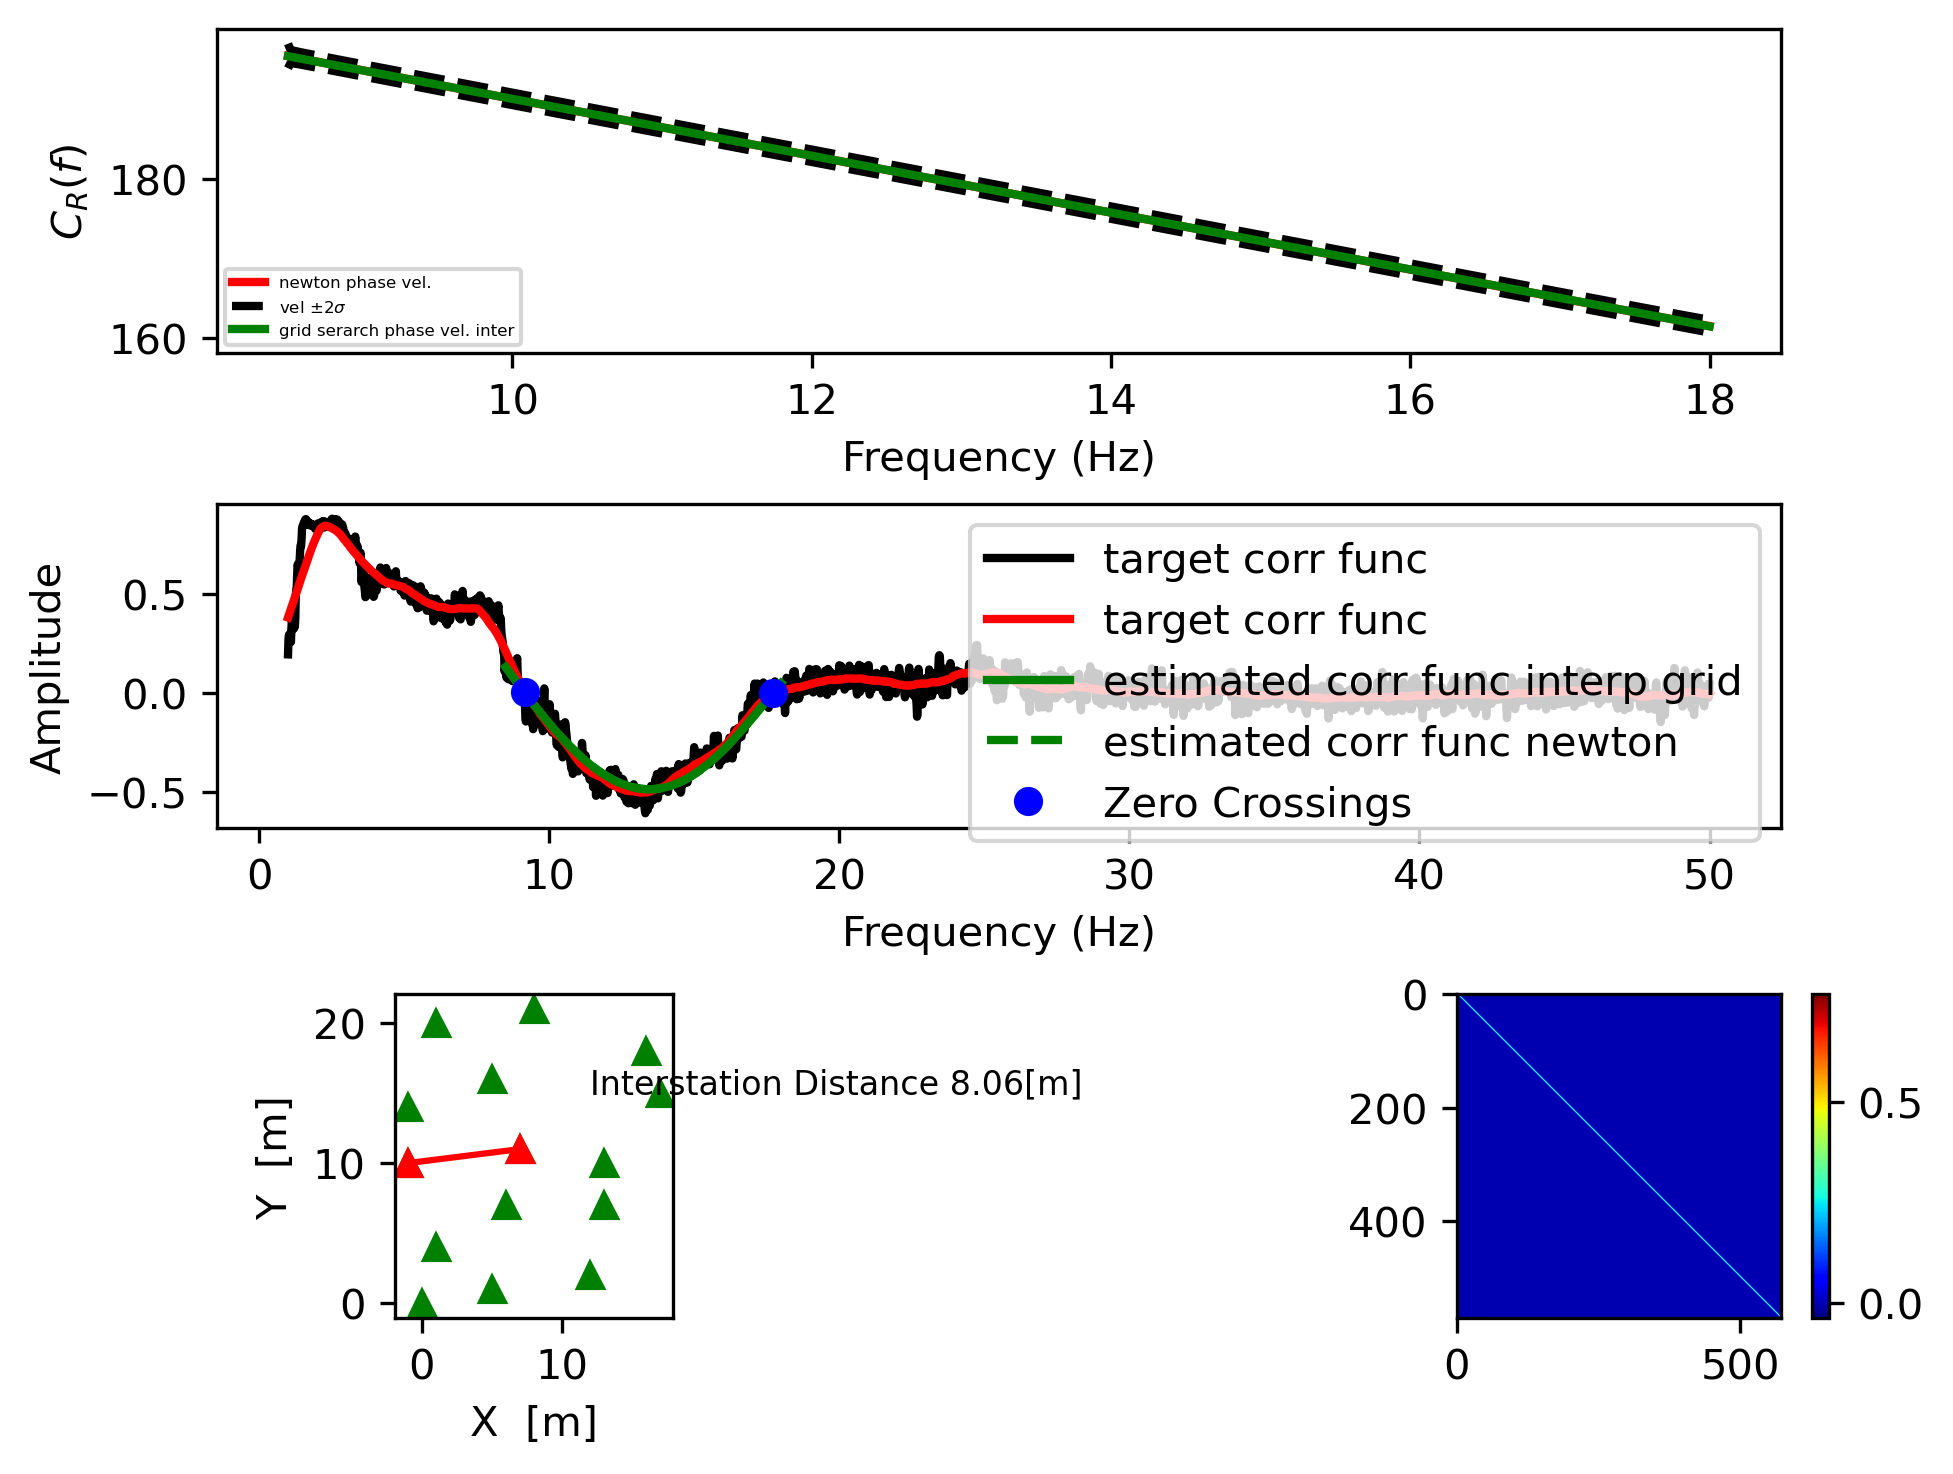 C_R(f)
180
160
newton phase vel.
vel ±2σ
grid serarch phase vel. inter
10 12 14 16 18
Frequency (Hz)
Amplitude
0.5
0.0
−0.5
target corr func
target corr func
estimated corr func interp grid
estimated corr func newton
Zero Crossings
0 10 20 30 40 50
Frequency (Hz)
Y [m]
20
10
0
Interstation Distance 8.06[m]
0 10
X [m]
0
200
400
0 500
0.5
0.0